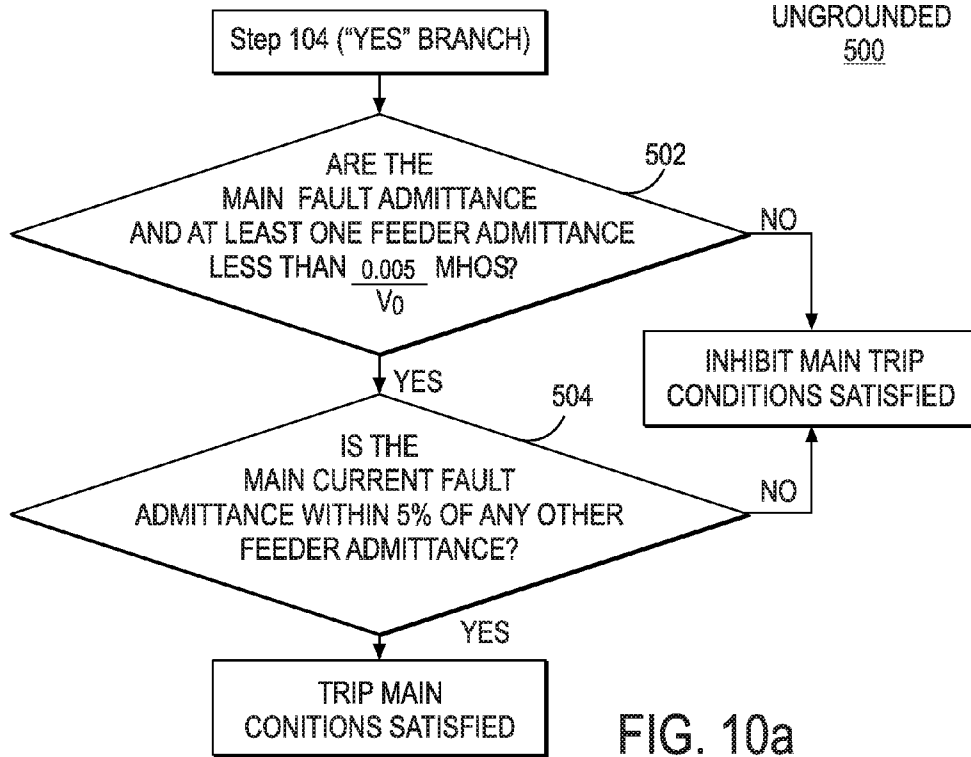 UNGROUNDED
500
Step 104 ("YES" BRANCH)
502
ARE THE
MAIN FAULT ADMITTANCE
AND AT LEAST ONE FEEDER ADMITTANCE
LESS THAN 0.005 / V0 MHOS?
NO
YES
INHIBIT MAIN TRIP
CONDITIONS SATISFIED
504
IS THE
MAIN CURRENT FAULT
ADMITTANCE WITHIN 5% OF ANY OTHER
FEEDER ADMITTANCE?
NO
YES
TRIP MAIN
CONITIONS SATISFIED
FIG. 10a